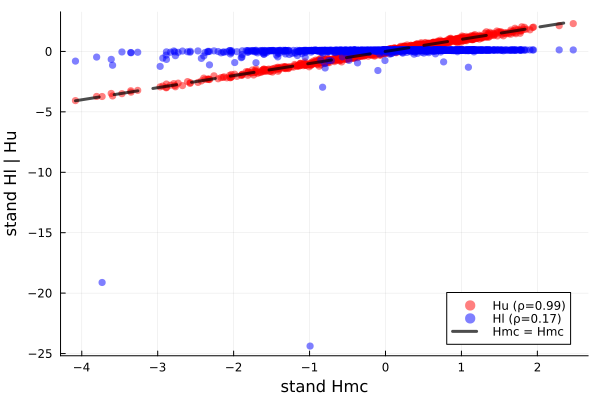 0
−5
−10
−15
−20
−25
stand Hl | Hu
−4
−3
−2
−1
0
1
2
stand Hmc
Hu (ρ=0.99)
Hl (ρ=0.17)
Hmc = Hmc